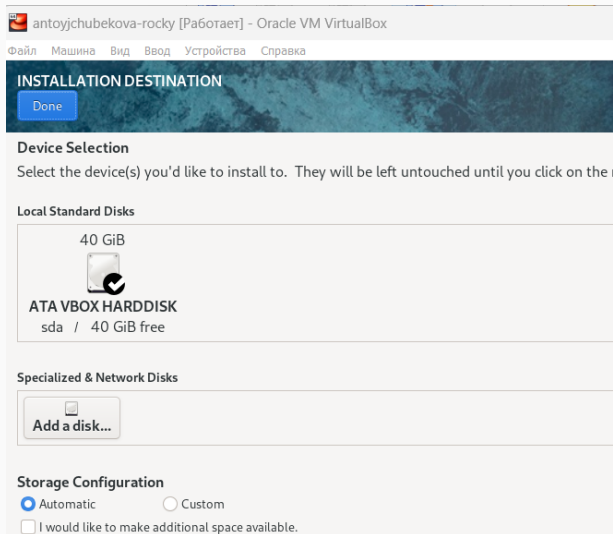 antoyjchubekova-rocky [Работает] - Oracle VM VirtualBox
Файл Машина Вид Ввод Устройства Справка
INSTALLATION DESTINATION
Done
Device Selection
Select the device(s) you'd like to install to. They will be left untouched until you click on the
Local Standard Disks
40 GiB
ATA VBOX HARDDISK
sda / 40 GiB free
Specialized & Network Disks
Add a disk...
Storage Configuration
Automatic Custom
I would like to make additional space available.